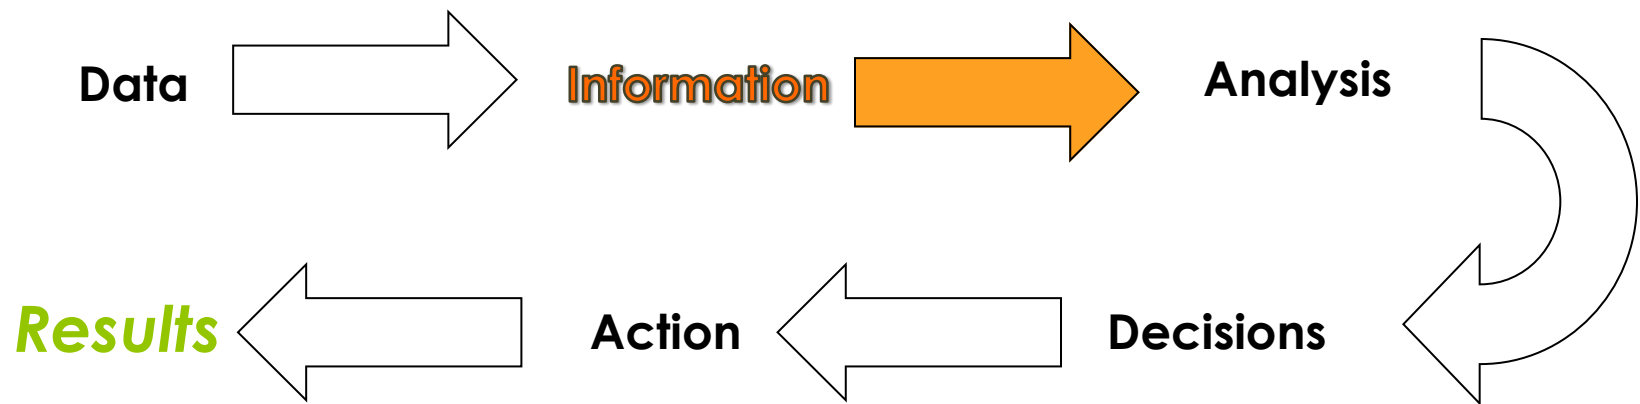 Data
Information
Analysis
Results
Action
Decisions